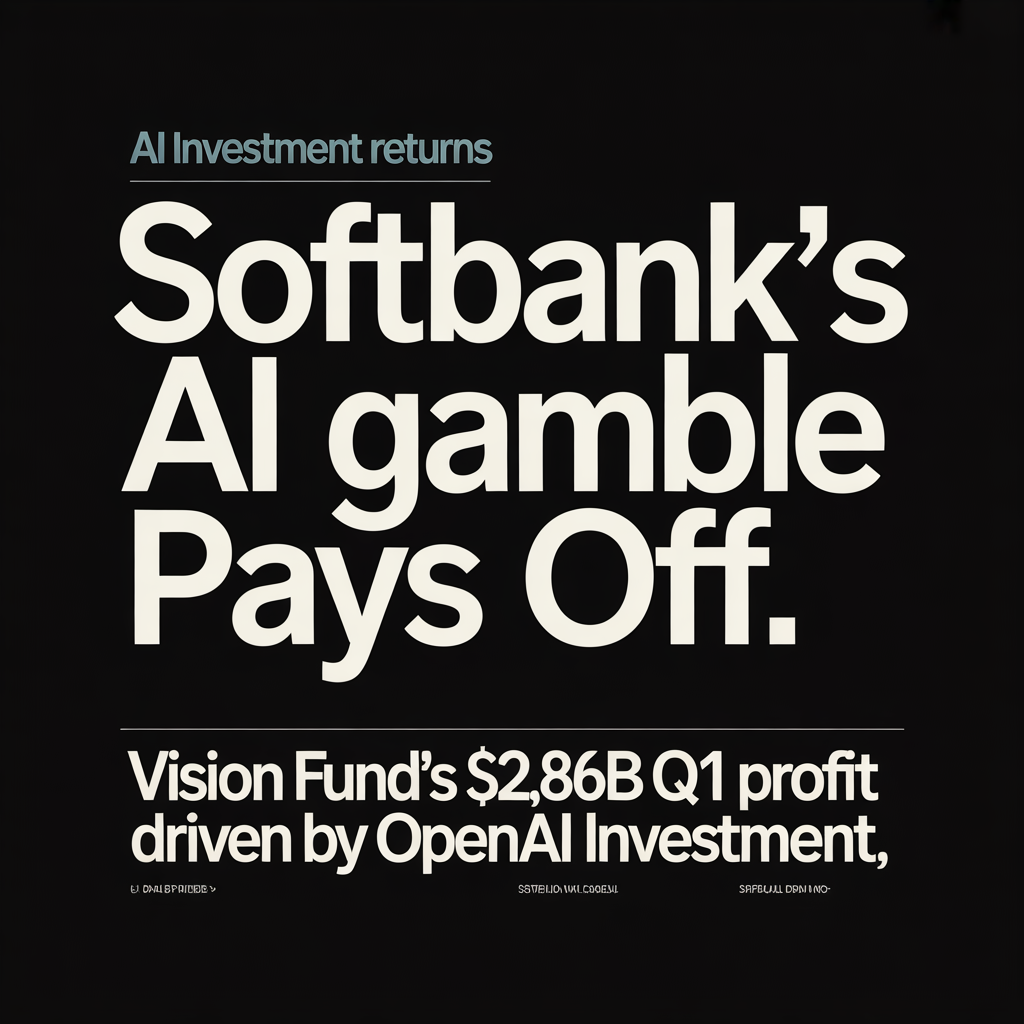 AI Investment returns
Softbank's
AI gamble
Pays Off.
Vision Fund's $2,86B Q1 profit
driven by OpenAI Investment,